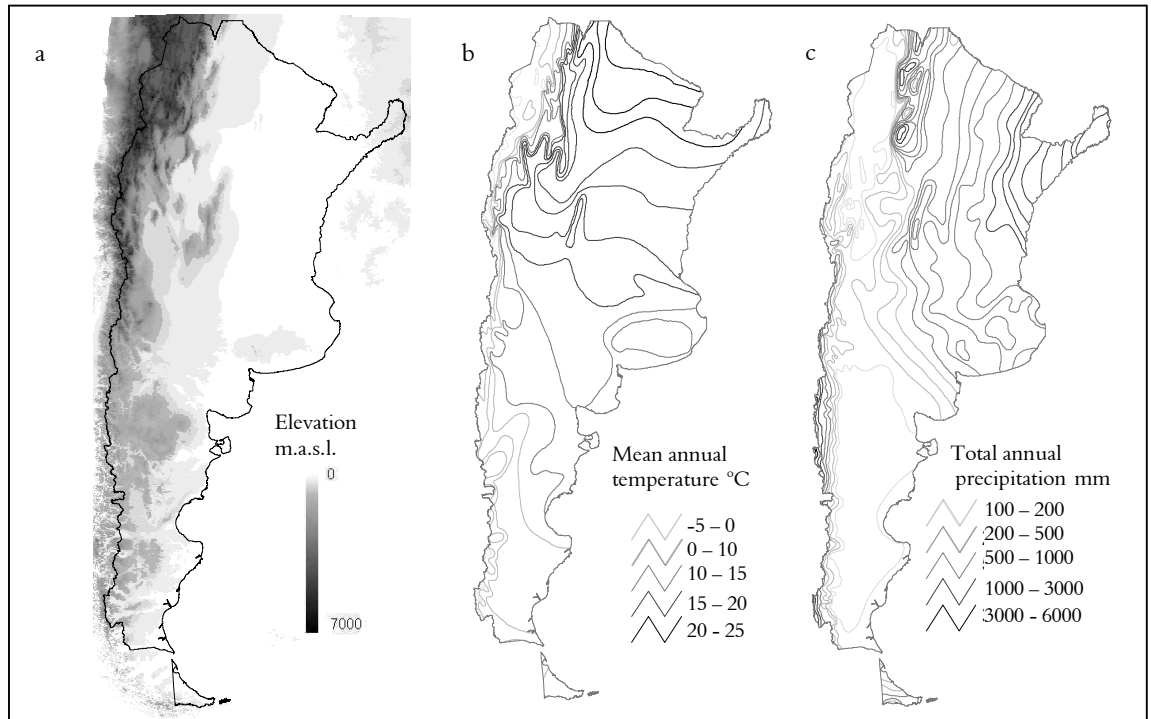 a
b
c
Elevation
m.a.s.l.
0
7000
Mean annual
temperature ºC
-5 – 0
0 – 10
10 – 15
15 – 20
20 - 25
Total annual
precipitation mm
100 – 200
200 – 500
500 – 1000
1000 – 3000
3000 - 6000